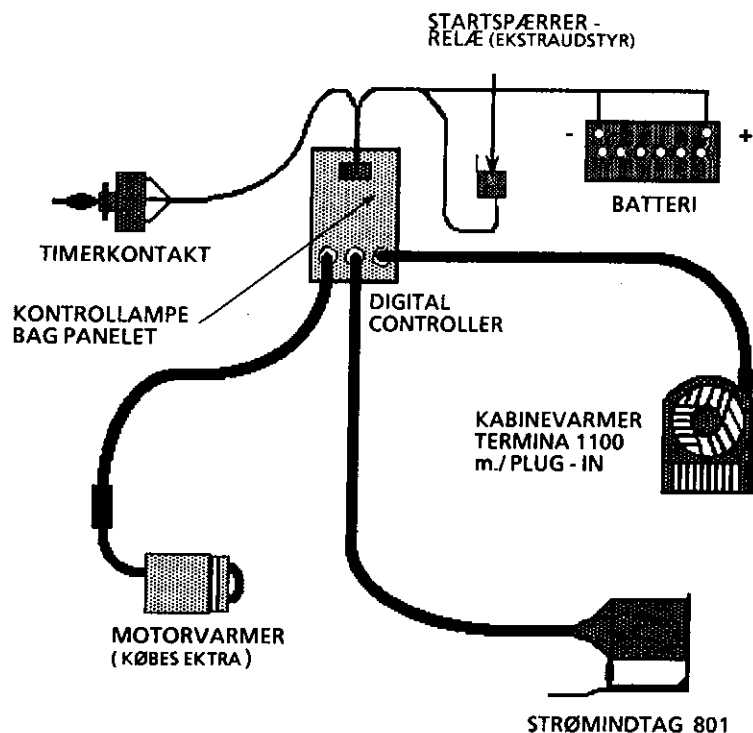 STARTSPÆRRER -
RELÆ (EKSTRAUDSTYR)
- +
BATTERI
TIMERKONTAKT
KONTROLLAMPE
BAG PANELET
DIGITAL
CONTROLLER
KABINEVARMER
TERMINA 1100
m./ PLUG - IN
MOTORVARMER
( KØBES EKTRA )
STRØMINDTAG 801